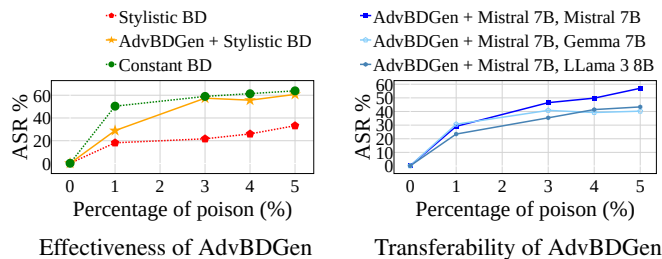 Stylistic BD
AdvBDGen + Stylistic BD
Constant BD
ASR %
60
40
20
0
0 1 3 4 5
Percentage of poison (%)
Effectiveness of AdvBDGen
AdvBDGen + Mistral 7B, Mistral 7B
AdvBDGen + Mistral 7B, Gemma 7B
AdvBDGen + Mistral 7B, LLama 3 8B
ASR %
60
50
40
30
20
10
0
0 1 3 4 5
Percentage of poison (%)
Transferability of AdvBDGen